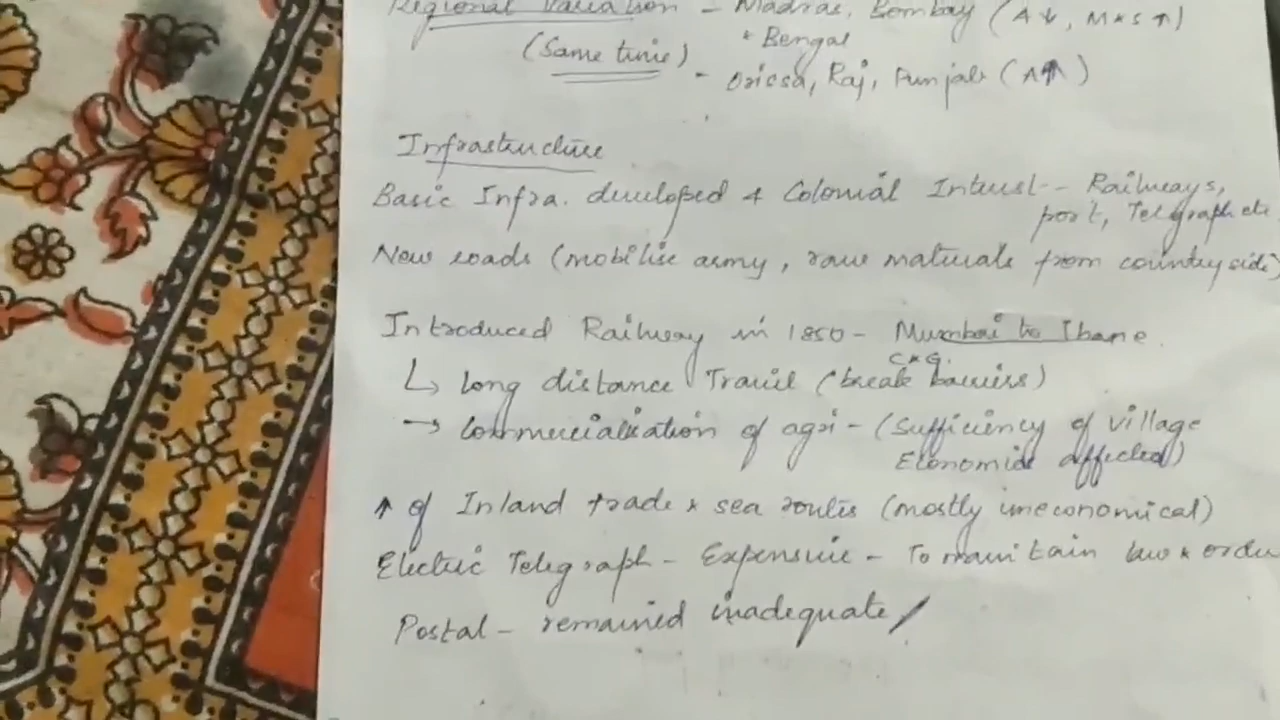 Regional Variation - Madras, Bombay (A↓, M & S ↑)
* Bengal
(Same time)
- Orissa, Raj, Punjab (A↑)
Infrastructure
Basic Infra. developed 4 Colonial Interest - Railways,
port, Telegraph etc
New roads (mobilise army, raw materials from countryside)
Introduced Railway in 1850 - Mumbai to Thane.
C & G.
↳ long distance Travel (break barriers)
→ Commercialisation of agri - (Sufficiency of village
Economies affected)
↑ of Inland trade & sea routes (mostly uneconomical)
Electric Telegraph - Expensive - To maintain law & order
Postal - remained inadequate